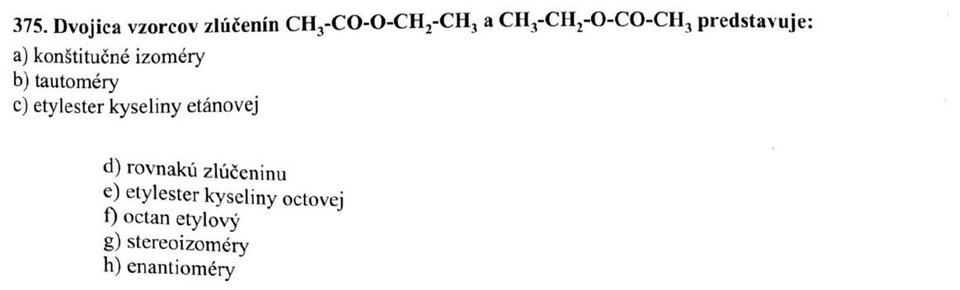 375. Dvojica vzorcov zlúčenín CH₃-CO-O-CH₂-CH₃ a CH₃-CH₂-O-CO-CH₃ predstavuje:
a) konštitučné izoméry
b) tautoméry
c) etylester kyseliny etánovej
d) rovnakú zlúčeninu
e) etylester kyseliny octovej
f) octan etylový
g) stereoizoméry
h) enantioméry